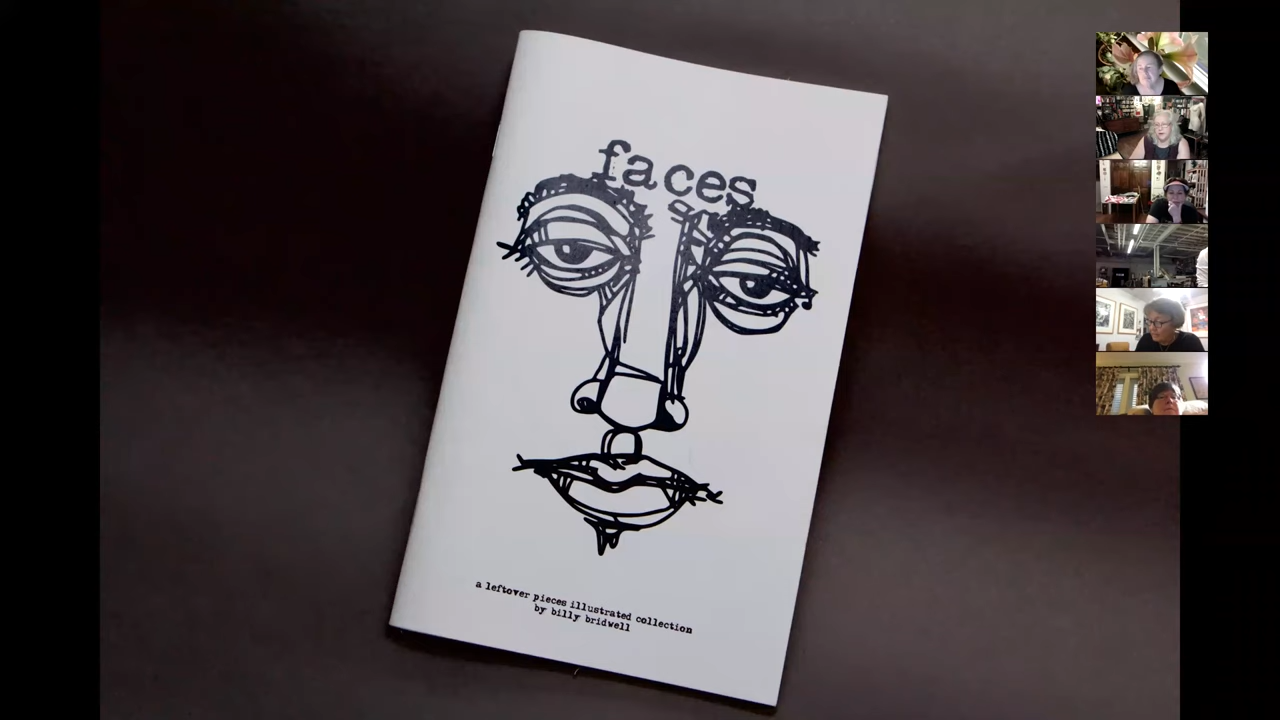 faces
a leftover pieces illustrated collection
by billy bridwell